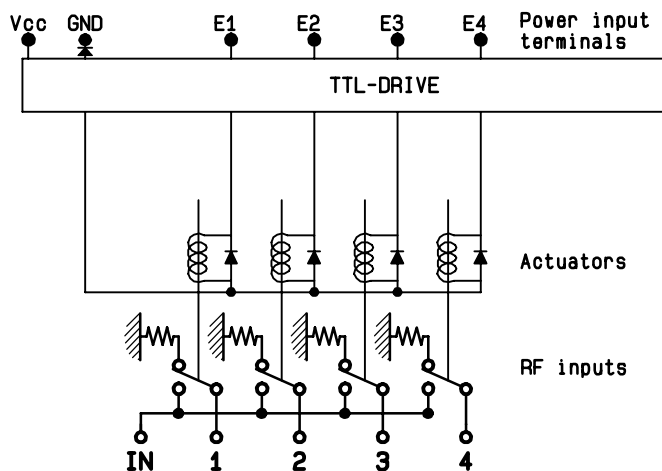 Vcc GND E1 E2 E3 E4 Power input
terminals
TTL-DRIVE
Actuators
RF inputs
IN 1 2 3 4